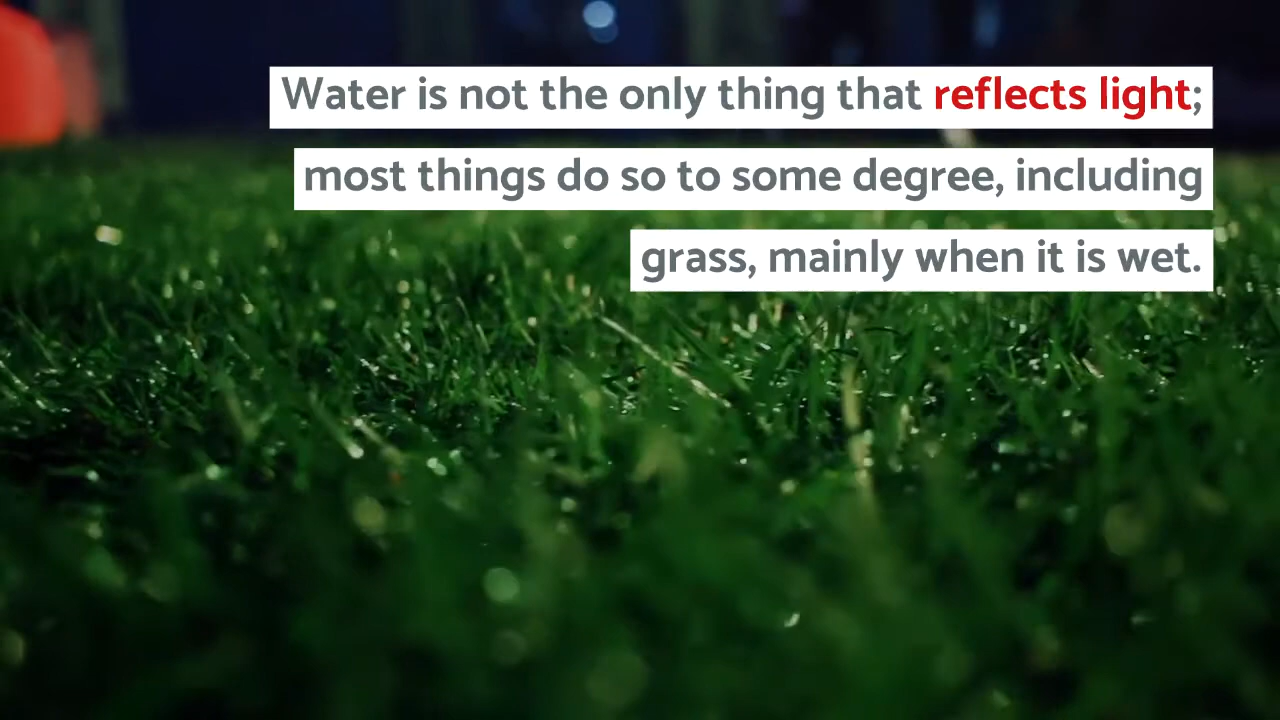 Water is not the only thing that reflects light;
most things do so to some degree, including
grass, mainly when it is wet.